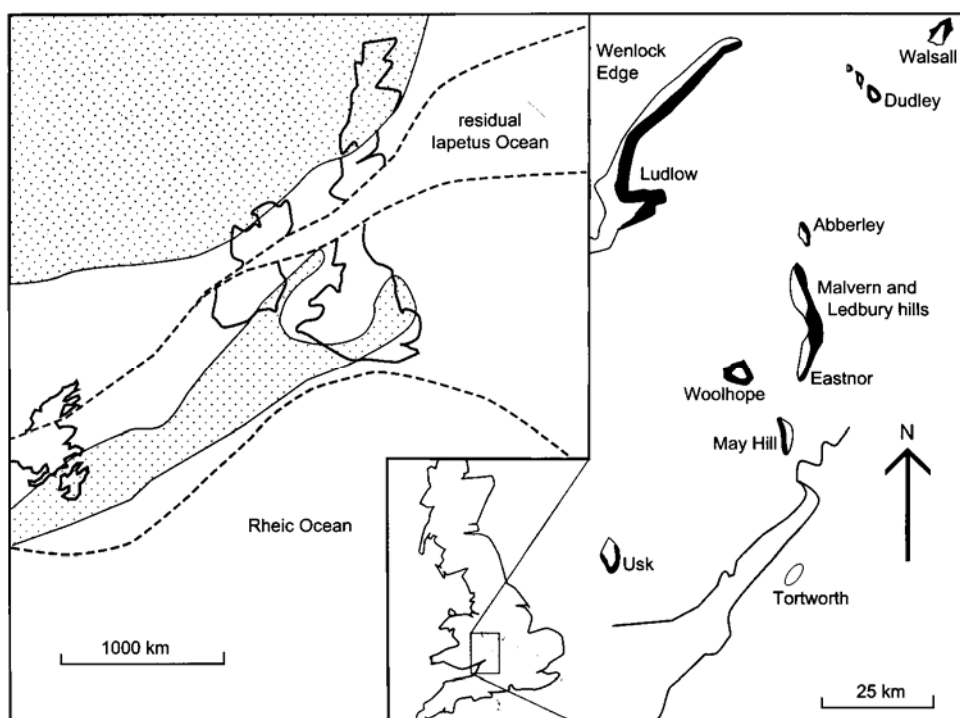 residual
Iapetus Ocean
Rheic Ocean
1000 km
Wenlock
Edge
Walsall
Dudley
Ludlow
Abberley
Malvern and
Ledbury hills
Eastnor
Woolhope
May Hill
N
Usk
Tortworth
25 km